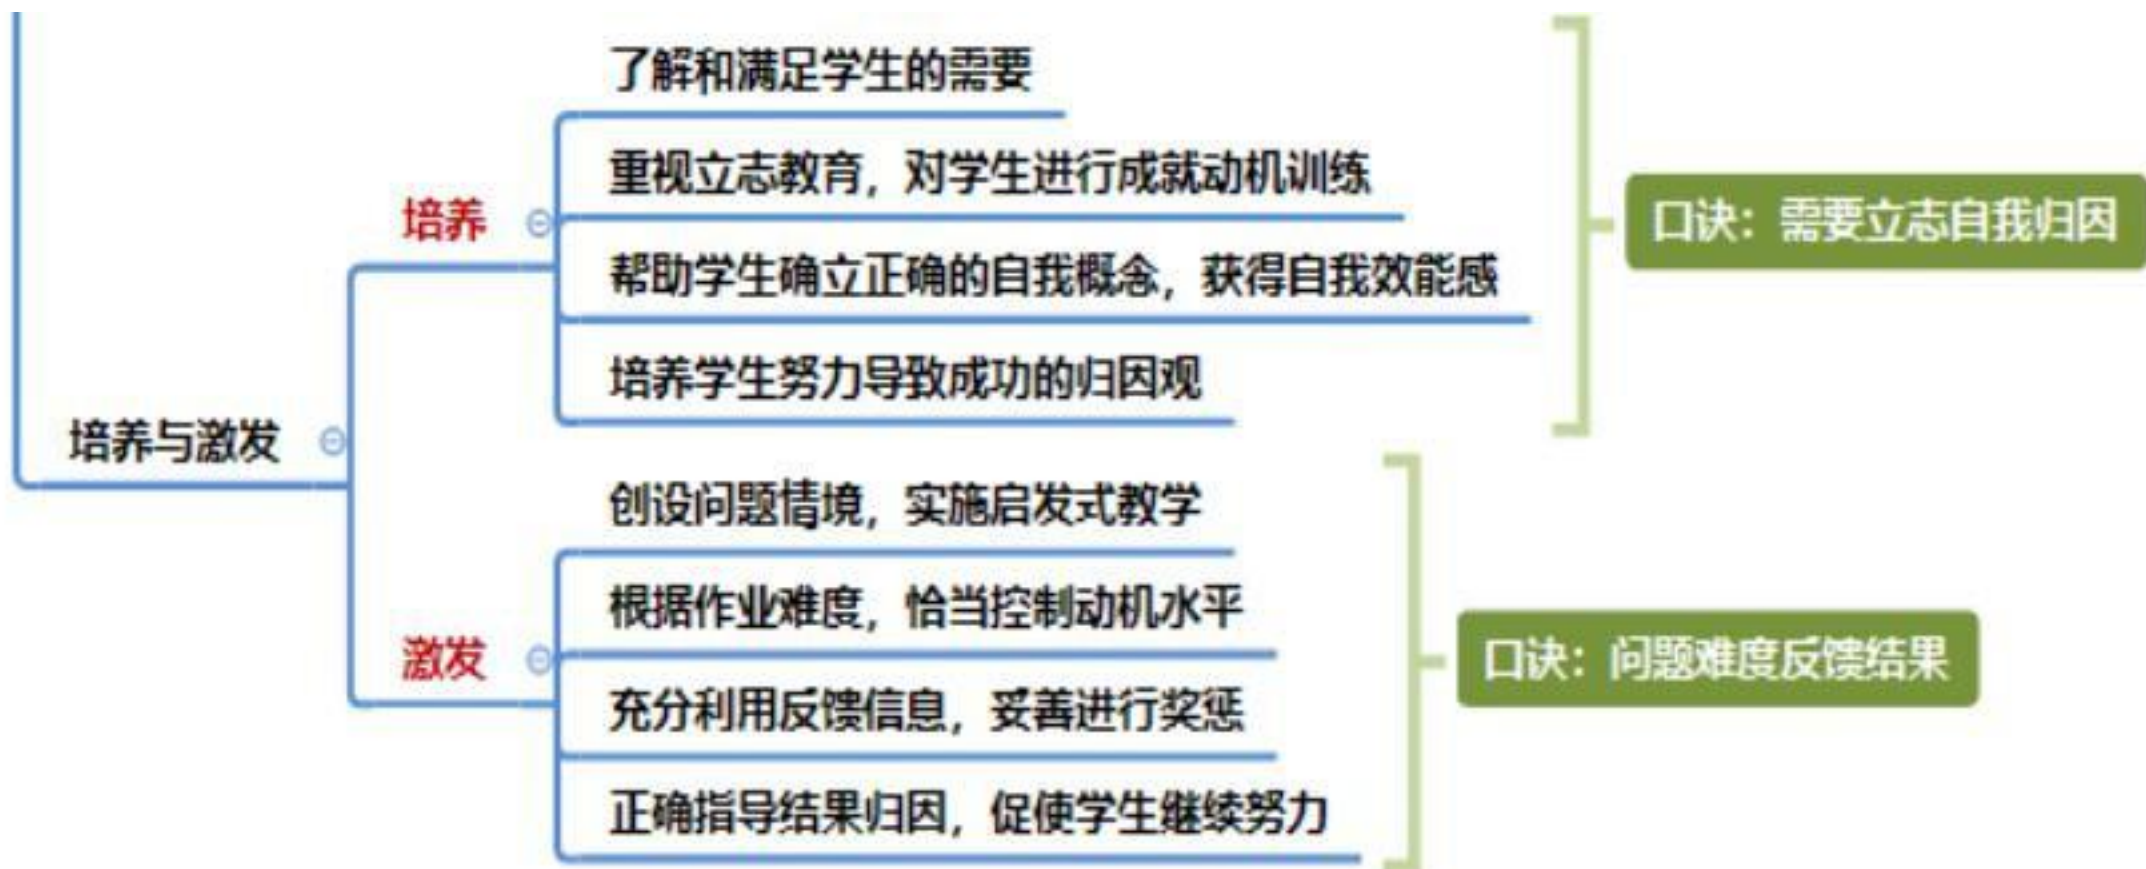 培养与激发
培养
了解和满足学生的需要
重视立志教育，对学生进行成就动机训练
帮助学生确立正确的自我概念，获得自我效能感
培养学生努力导致成功的归因观
口诀：需要立志自我归因
激发
创设问题情境，实施启发式教学
根据作业难度，恰当控制动机水平
充分利用反馈信息，妥善进行奖惩
正确指导结果归因，促使学生继续努力
口诀：问题难度反馈结果